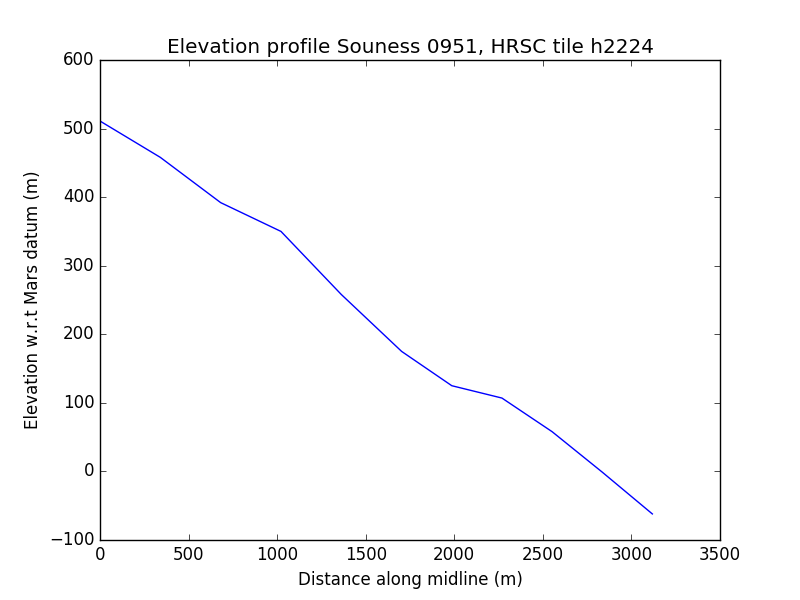 Elevation profile Souness 0951, HRSC tile h2224
600
500
400
300
200
100
0
−100
Elevation w.r.t Mars datum (m)
0 500 1000 1500 2000 2500 3000 3500
Distance along midline (m)